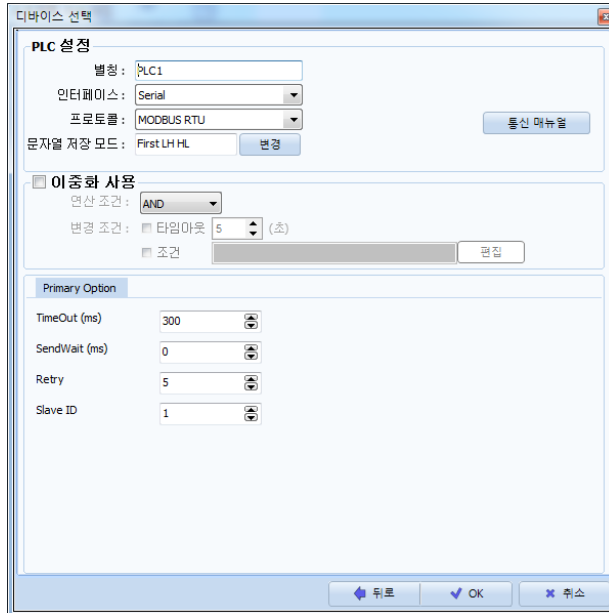 디바이스 선택
PLC 설정
별칭 : PLC1
인터페이스 : Serial
프로토콜 : MODBUS RTU
통신 매뉴얼
문자열 저장 모드 : First LH HL 변경
이중화 사용
연산 조건 : AND
변경 조건 : 타임아웃 5 (초)
조건 편집
Primary Option
TimeOut (ms) 300
SendWait (ms) 0
Retry 5
Slave ID 1
뒤로 OK 취소